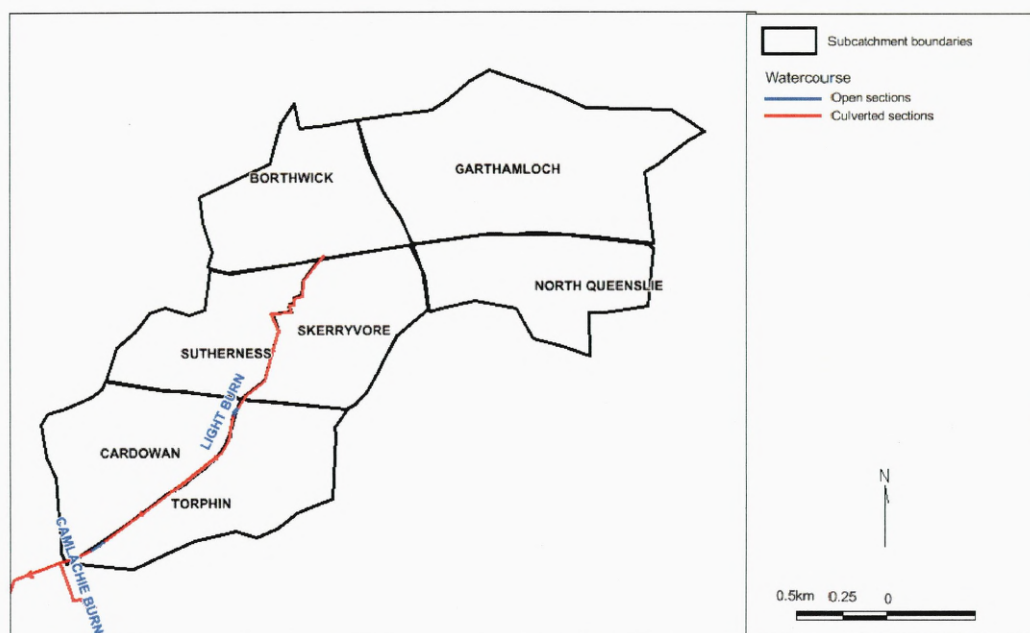 BORTHWICK
GARTHAMLOCH
NORTH QUEENSLIE
SKERRYVORE
SUTHERNESS
LIGHT BURN
CARDOWAN
TORPHIN
CAMLACHIE BURN
Subcatchment boundaries
Watercourse
Open sections
Culverted sections
N
0.5km 0.25 0